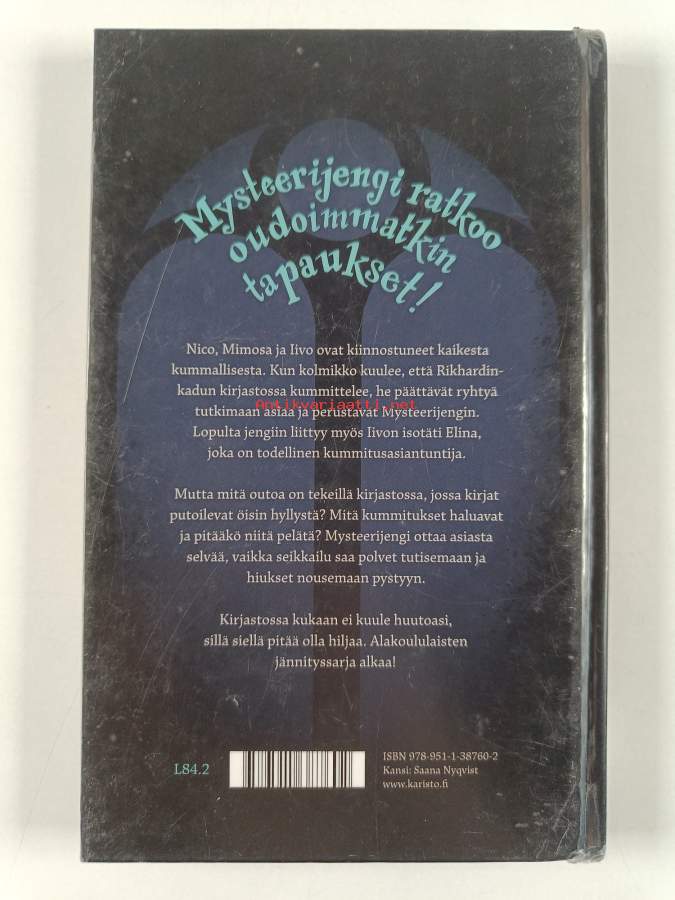 Mysteerijengi ratkoo
oudoimmatkin
tapaukset!
Nico, Mimosa ja Iivo ovat kiinnostuneet kaikesta
kummallisesta. Kun kolmikko kuulee, että Rikhardin-
kadun kirjastossa kummittelee, he päättävät ryhtyä
Antikvariaatti.net
tutkimaan asiaa ja perustavat Mysteerijengin.
Lopulta jengiin liittyy myös Iivon isotäti Elina,
joka on todellinen kummitusasiantuntija.
Mutta mitä outoa on tekeillä kirjastossa, jossa kirjat
putoilevat öisin hyllystä? Mitä kummitukset haluavat
ja pitääkö niitä pelätä? Mysteerijengi ottaa asiasta
selvää, vaikka seikkailu saa polvet tutisemaan ja
hiukset nousemaan pystyyn.
Kirjastossa kukaan ei kuule huutoasi,
sillä siellä pitää olla hiljaa. Alakoululaisten
jännityssarja alkaa!
L84.2
ISBN 978-951-1-38760-2
Kansi: Saana Nyqvist
www.karisto.fi